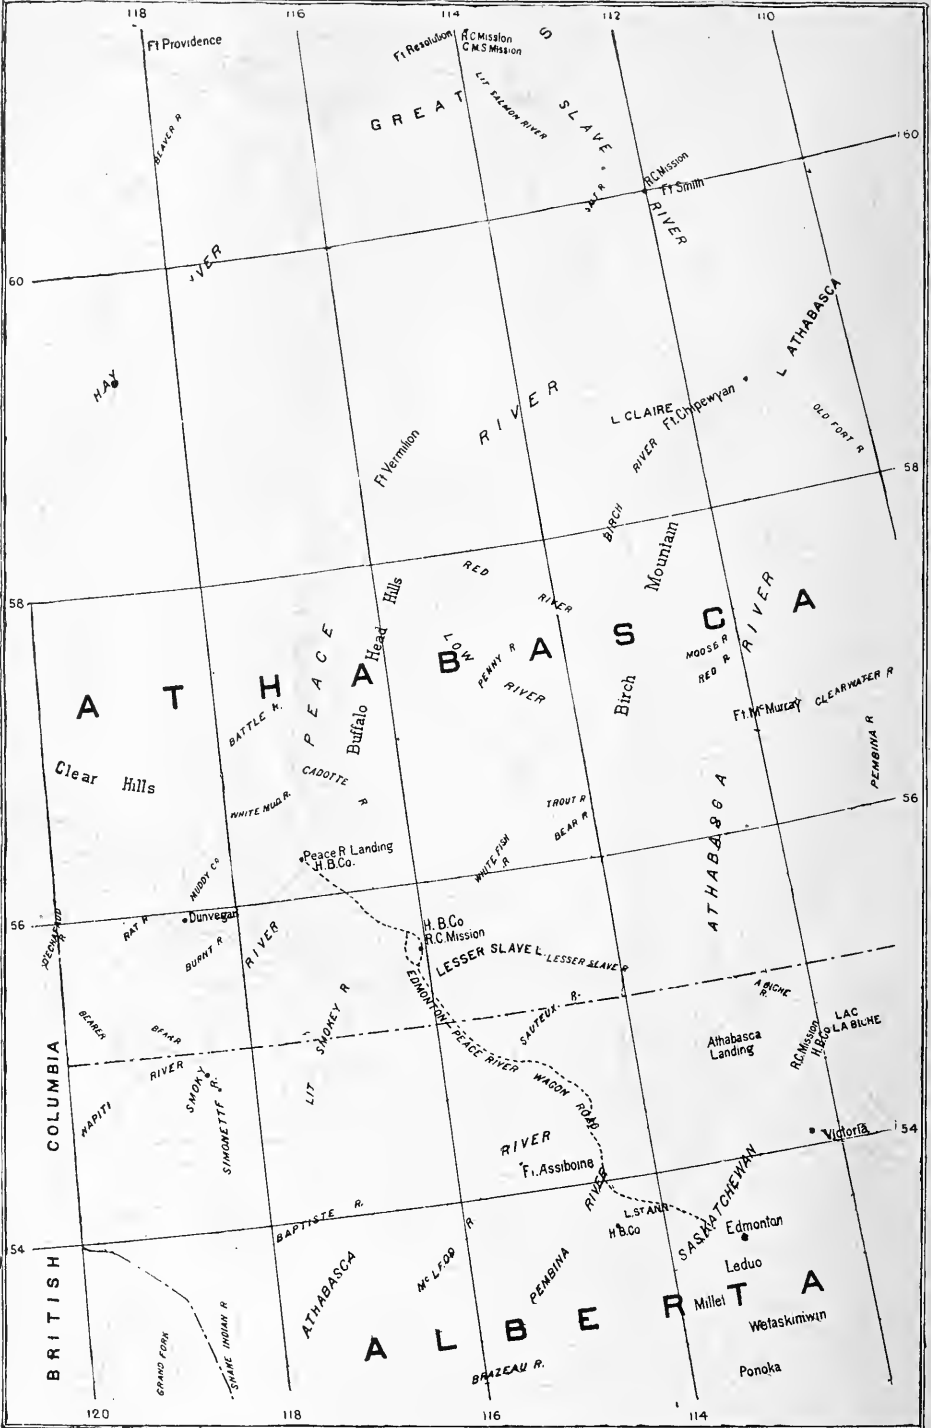 118 116 114 112 110
Ft Providence
Ft Resolution
R.C Mission
C.M.S Mission
S
LIT SALMON RIVER
GREAT
SLAVE
BEAVER R
160
R.C Mission
Ft Smith
RIVER
60
HAY
L ATHABASCA
RIVER
L CLAIRE
Ft. Chipewyan
OLD FORT R
Ft Vermilion
RIVER
58
BIRCH
Mountain
RED
Hills
RIVER
58
A T H A B A S C A
RIVER
PEACE
Head
LOW
PENNY R
RIVER
MOOSE R
RED R
Birch
Ft. McMurray
CLEARWATER R
BATTLE R.
Buffalo
PEMBINA R
Clear Hills
CADOTTE
R
ATHABASCA
56
WHITE MUD R.
TROUT R
BEAR R
WHITE FISH
R
Peace R Landing
H.B.Co.
MUDDY Co
Dunvegan
56
RAT R
H.B.Co
R.C. Mission
BURNT R
RIVER
LESSER SLAVE L.
LESSER SLAVE R
A BICHE
R.
SAUTEUX R.
LAC
LA BICHE
R.C. Mission
H.B.Co
Athabasca
Landing
EDMONTON PEACE RIVER WAGON ROAD
SMOKEY R
LIT
BEAVER
BEAR
RIVER
SMOKY
SIMONETTE R.
WAPITI
COLUMBIA
Victoria
54
RIVER
Ft. Assiboine
RIVER
L. ST ANN
H.B.Co
SASKATCHEWAN
Edmonton
BAPTISTE R.
54
Leduo
ATHABASCA
McLEOD R
PEMBINA
Millet
BRITISH
ALBERTA
Wetaskiniwin
GRAND FORK
SNAKE INDIAN R
BRAZEAU R.
Ponoka
120 118 116 114